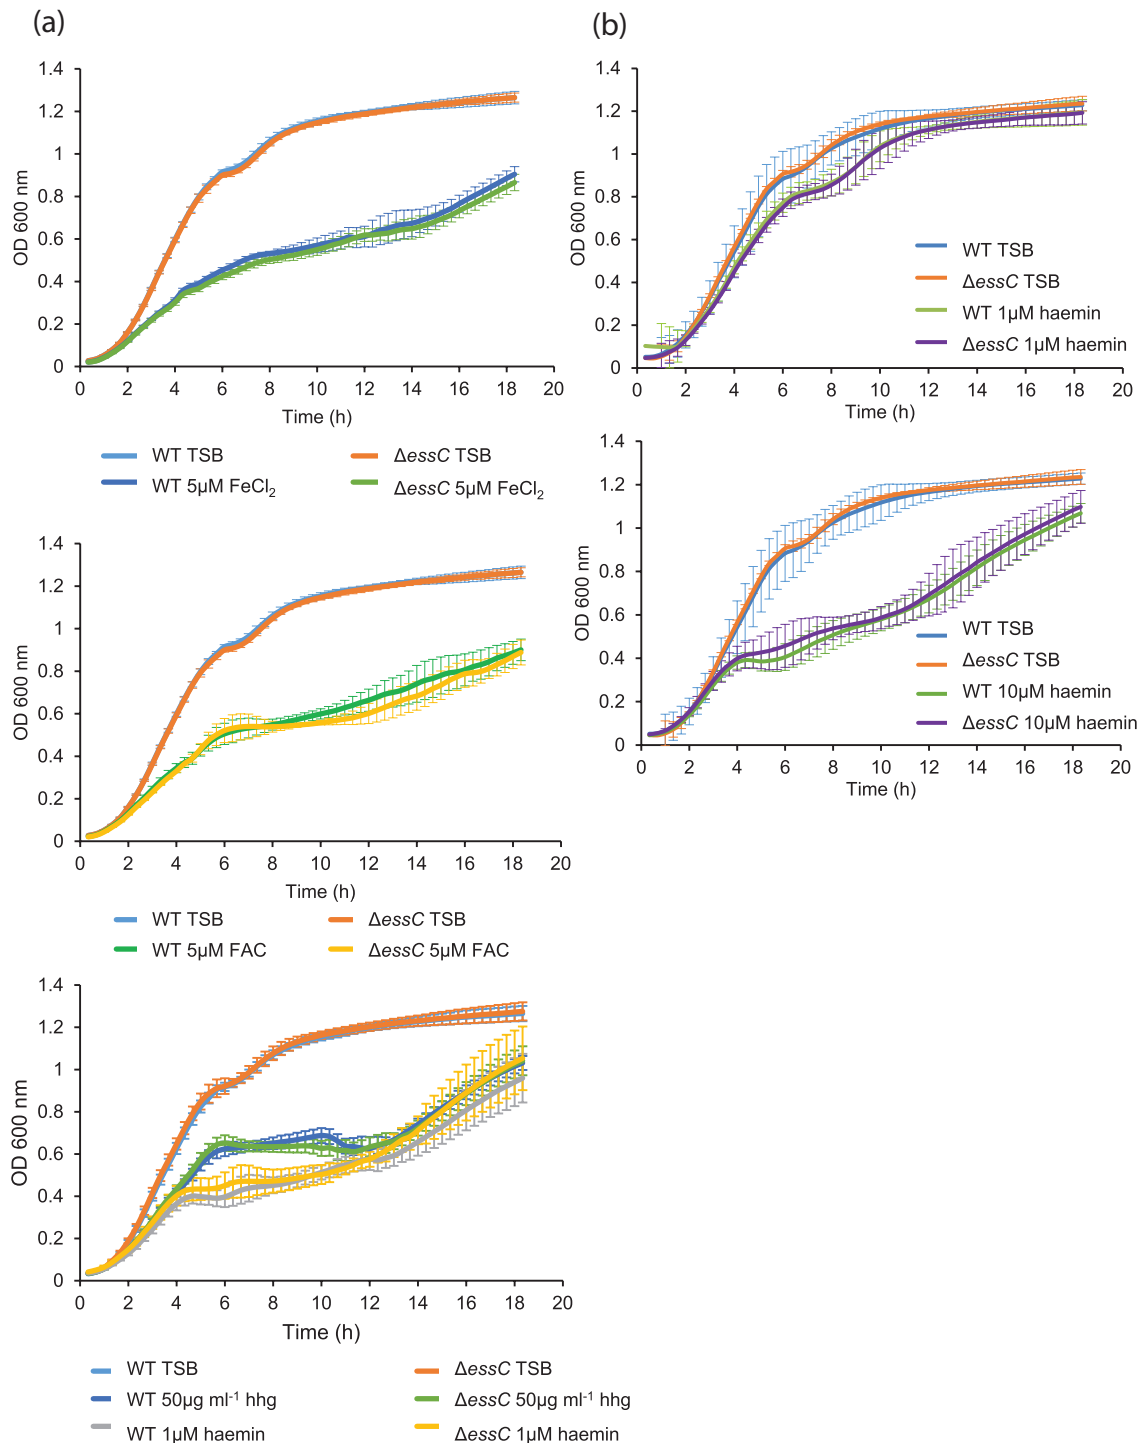 (a)
1.4
1.2
1
0.8
0.6
0.4
0.2
0
OD 600 nm
0 2 4 6 8 10 12 14 16 18 20
Time (h)
WT TSB
ΔessC TSB
WT 5µM FeCl₂
ΔessC 5µM FeCl₂
1.4
1.2
1
0.8
0.6
0.4
0.2
0
OD 600 nm
0 2 4 6 8 10 12 14 16 18 20
Time (h)
WT TSB
ΔessC TSB
WT 5µM FAC
ΔessC 5µM FAC
1.4
1.2
1
0.8
0.6
0.4
0.2
0
OD 600 nm
0 2 4 6 8 10 12 14 16 18 20
Time (h)
WT TSB
ΔessC TSB
WT 50µg ml⁻¹ hhg
ΔessC 50µg ml⁻¹ hhg
WT 1µM haemin
ΔessC 1µM haemin
(b)
1.4
1.2
1
0.8
0.6
0.4
0.2
0
OD 600 nm
WT TSB
ΔessC TSB
WT 1µM haemin
ΔessC 1µM haemin
0 2 4 6 8 10 12 14 16 18 20
Time (h)
1.4
1.2
1
0.8
0.6
0.4
0.2
0
OD 600 nm
WT TSB
ΔessC TSB
WT 10µM haemin
ΔessC 10µM haemin
0 2 4 6 8 10 12 14 16 18 20
Time (h)